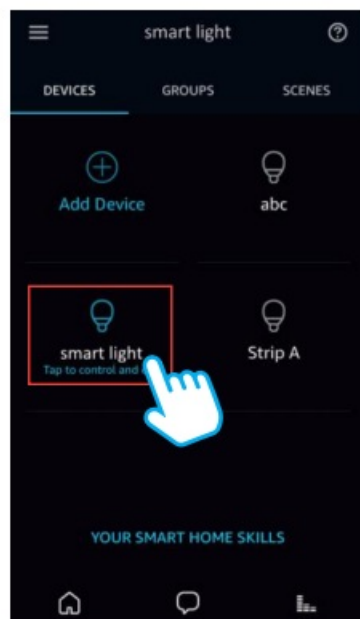 smart light
DEVICES GROUPS SCENES
Add Device abc
smart light Strip A
Tap to control and
YOUR SMART HOME SKILLS